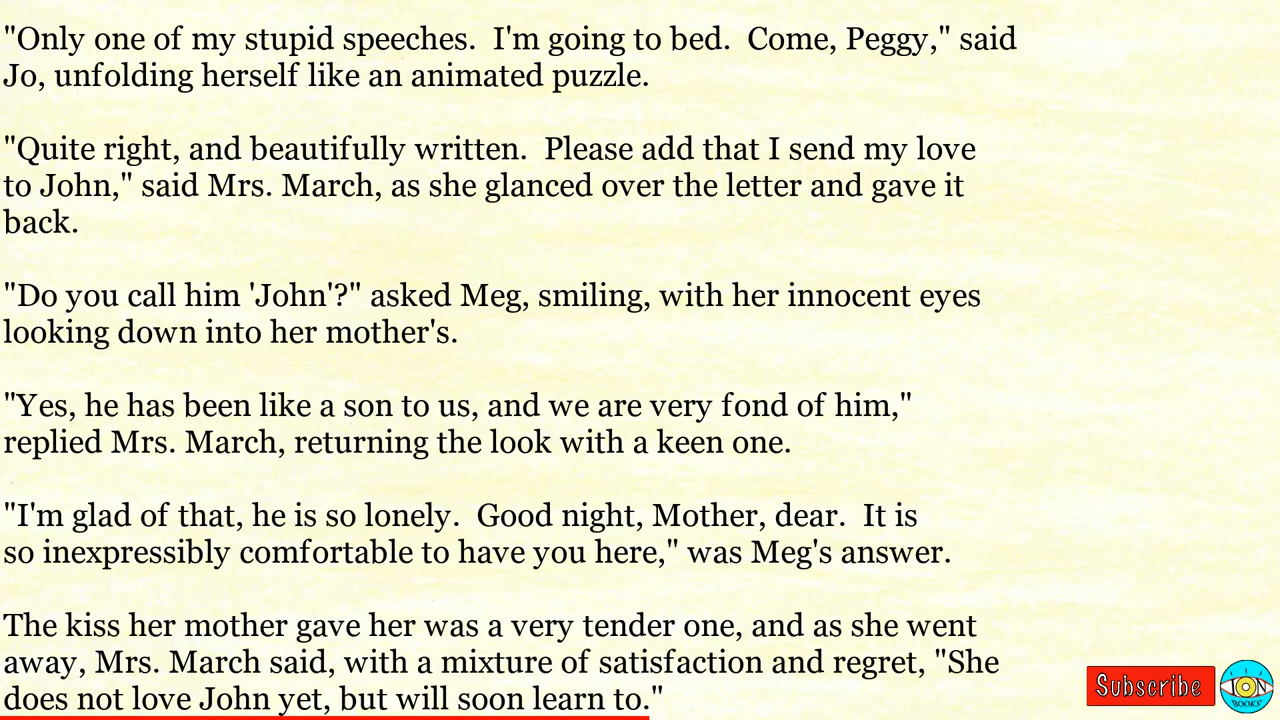 "Only one of my stupid speeches.  I'm going to bed.  Come, Peggy," said
Jo, unfolding herself like an animated puzzle.
"Quite right, and beautifully written.  Please add that I send my love
to John," said Mrs. March, as she glanced over the letter and gave it
back.
"Do you call him 'John'?" asked Meg, smiling, with her innocent eyes
looking down into her mother's.
"Yes, he has been like a son to us, and we are very fond of him,"
replied Mrs. March, returning the look with a keen one.
"I'm glad of that, he is so lonely.  Good night, Mother, dear.  It is
so inexpressibly comfortable to have you here," was Meg's answer.
The kiss her mother gave her was a very tender one, and as she went
away, Mrs. March said, with a mixture of satisfaction and regret, "She
does not love John yet, but will soon learn to."
Subscribe
ION
BOOKS